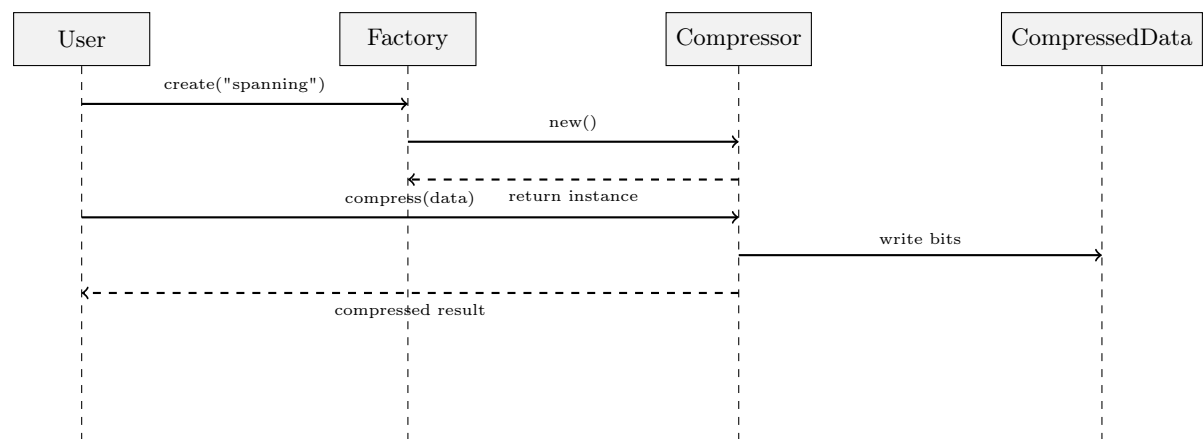 User
Factory
Compressor
CompressedData
create("spanning")
new()
return instance
compress(data)
write bits
compressed result